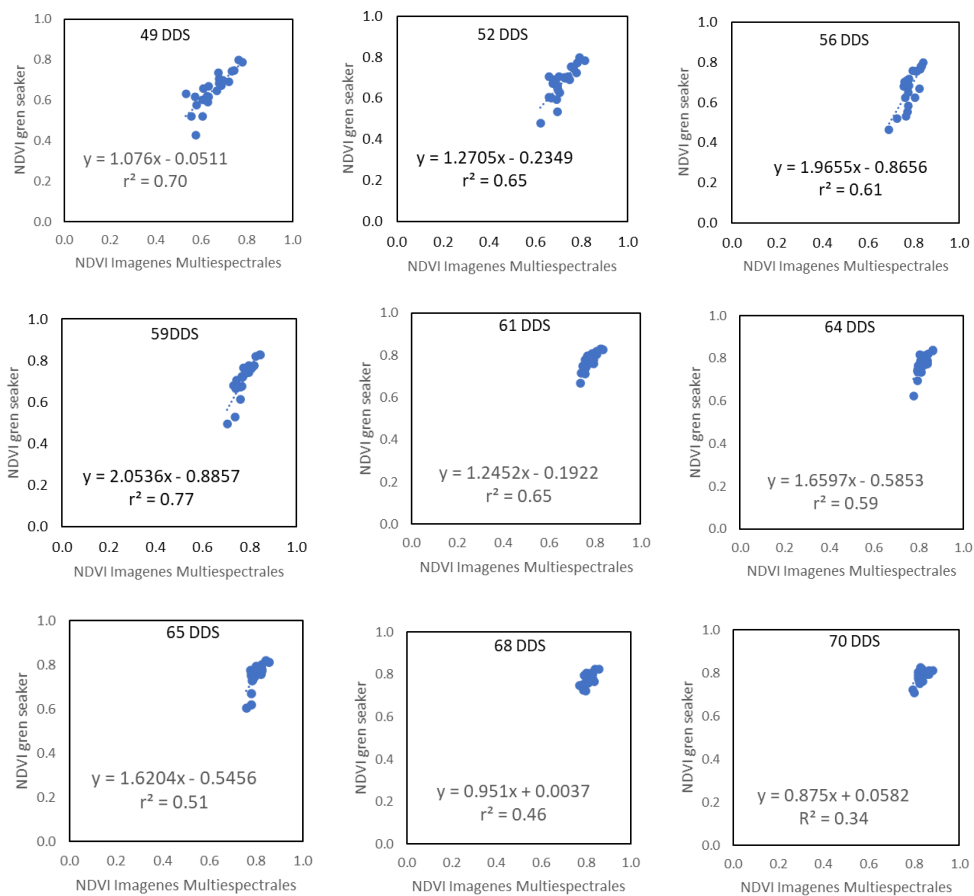 49 DDS
1.0
0.8
0.6
0.4
0.2
0.0
NDVI gren seaker
y = 1.076x - 0.0511
r² = 0.70
0.0 0.2 0.4 0.6 0.8 1.0
NDVI Imagenes Multiespectrales
52 DDS
1.0
0.8
0.6
0.4
0.2
0.0
NDVI gren seaker
y = 1.2705x - 0.2349
r² = 0.65
0.0 0.2 0.4 0.6 0.8 1.0
NDVI Imagenes Multiespectrales
56 DDS
1.0
0.8
0.6
0.4
0.2
0.0
NDVI gren seaker
y = 1.9655x - 0.8656
r² = 0.61
0.0 0.2 0.4 0.6 0.8 1.0
NDVI Imagenes Multiespectrales
59DDS
1.0
0.8
0.6
0.4
0.2
0.0
NDVI gren seaker
y = 2.0536x - 0.8857
r² = 0.77
0.0 0.2 0.4 0.6 0.8 1.0
NDVI Imagenes Multiespectrales
61 DDS
1.0
0.8
0.6
0.4
0.2
0.0
NDVI gren seaker
y = 1.2452x - 0.1922
r² = 0.65
0.0 0.2 0.4 0.6 0.8 1.0
NDVI Imagenes Multiespectrales
64 DDS
1.0
0.8
0.6
0.4
0.2
0.0
NDVI gren seaker
y = 1.6597x - 0.5853
r² = 0.59
0.0 0.2 0.4 0.6 0.8 1.0
NDVI Imagenes Multiespectrales
65 DDS
1.0
0.8
0.6
0.4
0.2
0.0
NDVI gren seaker
y = 1.6204x - 0.5456
r² = 0.51
0.0 0.2 0.4 0.6 0.8 1.0
NDVI Imagenes Multiespectrales
68 DDS
1.0
0.8
0.6
0.4
0.2
0.0
NDVI gren seaker
y = 0.951x + 0.0037
r² = 0.46
0.0 0.2 0.4 0.6 0.8 1.0
NDVI Imagenes Multiespectrales
70 DDS
1.0
0.8
0.6
0.4
0.2
0.0
NDVI gren seaker
y = 0.875x + 0.0582
R² = 0.34
0.0 0.2 0.4 0.6 0.8 1.0
NDVI Imagenes Multiespectrales